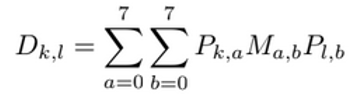 D_{k,l} = \sum_{a=0}^{7} \sum_{b=0}^{7} P_{k,a} M_{a,b} P_{l,b}